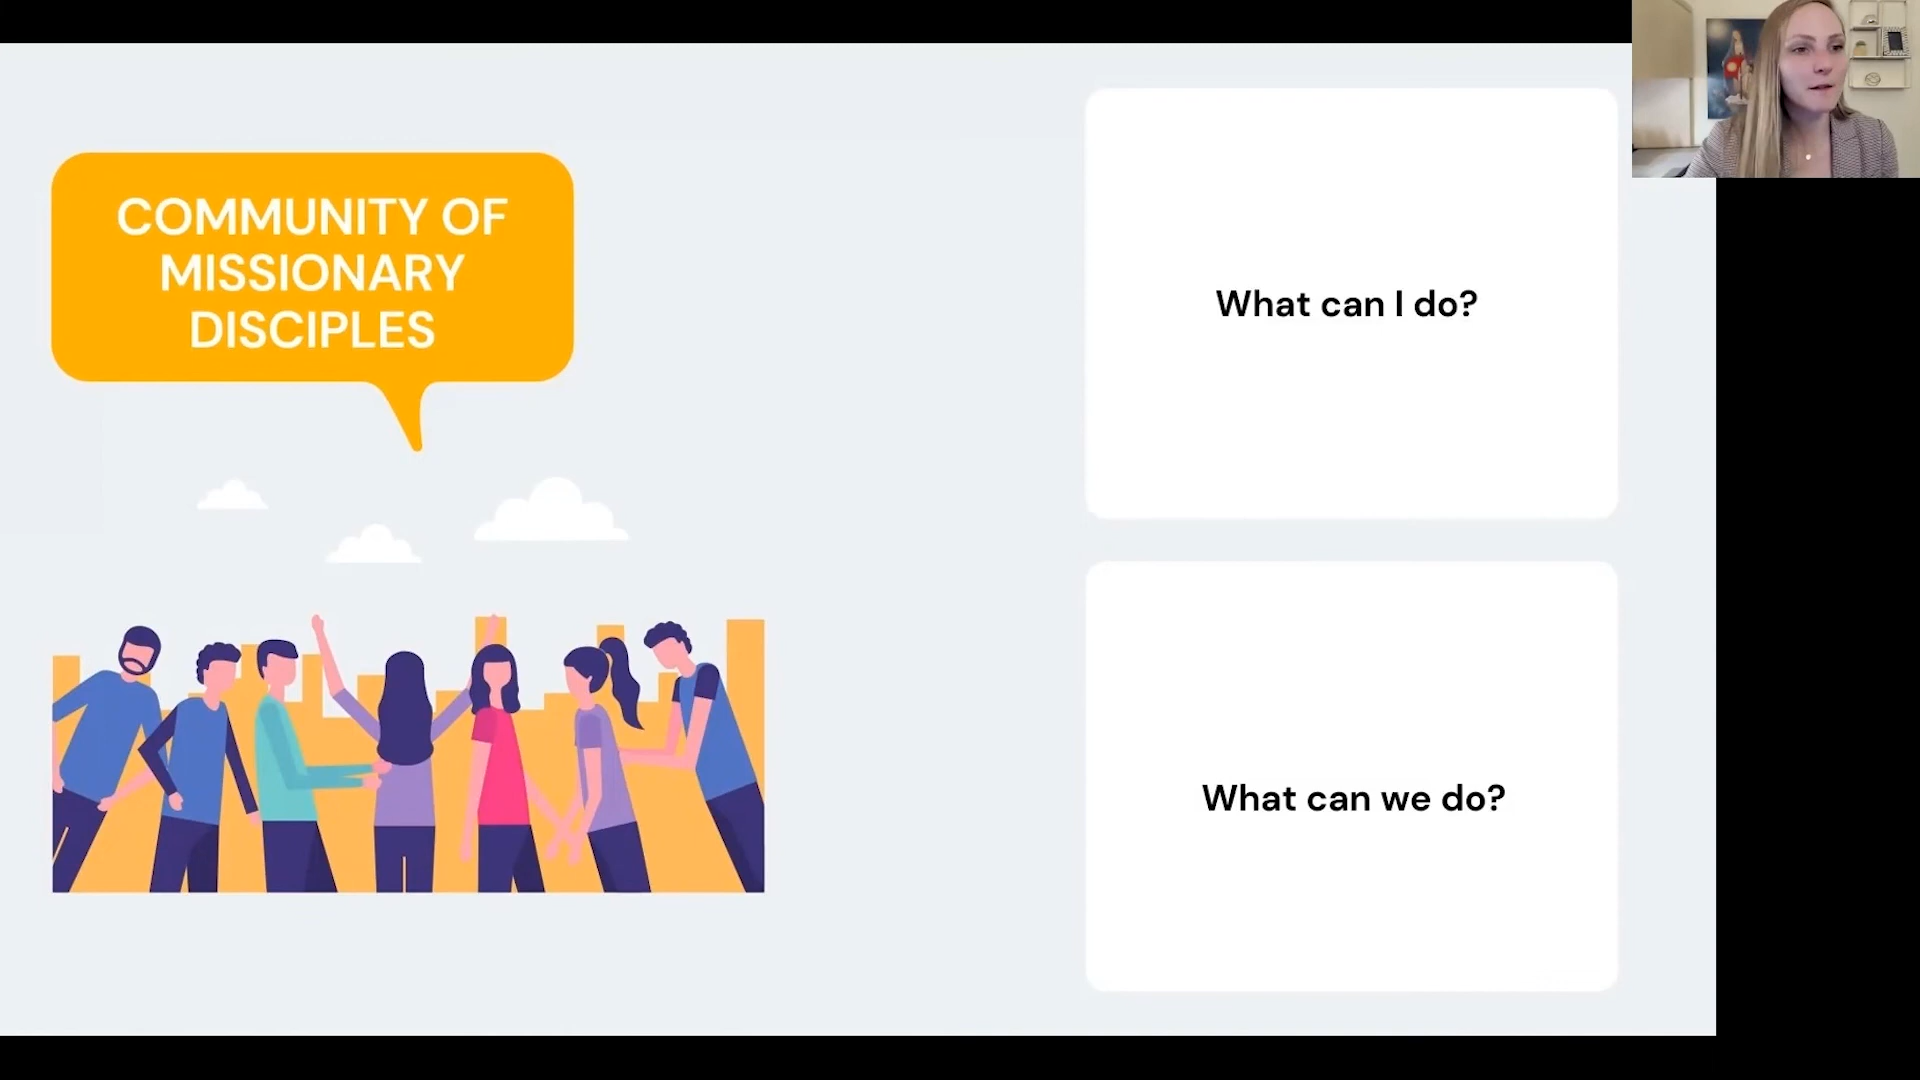 COMMUNITY OF
MISSIONARY
DISCIPLES
What can I do?
What can we do?